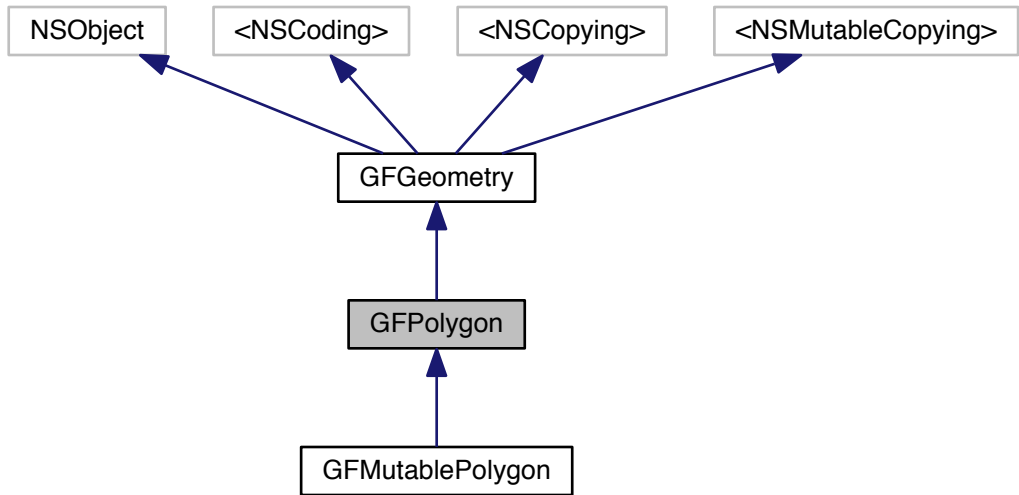 NSObject
<NSCoding>
<NSCopying>
<NSMutableCopying>
GFGeometry
GFPolygon
GFMutablePolygon